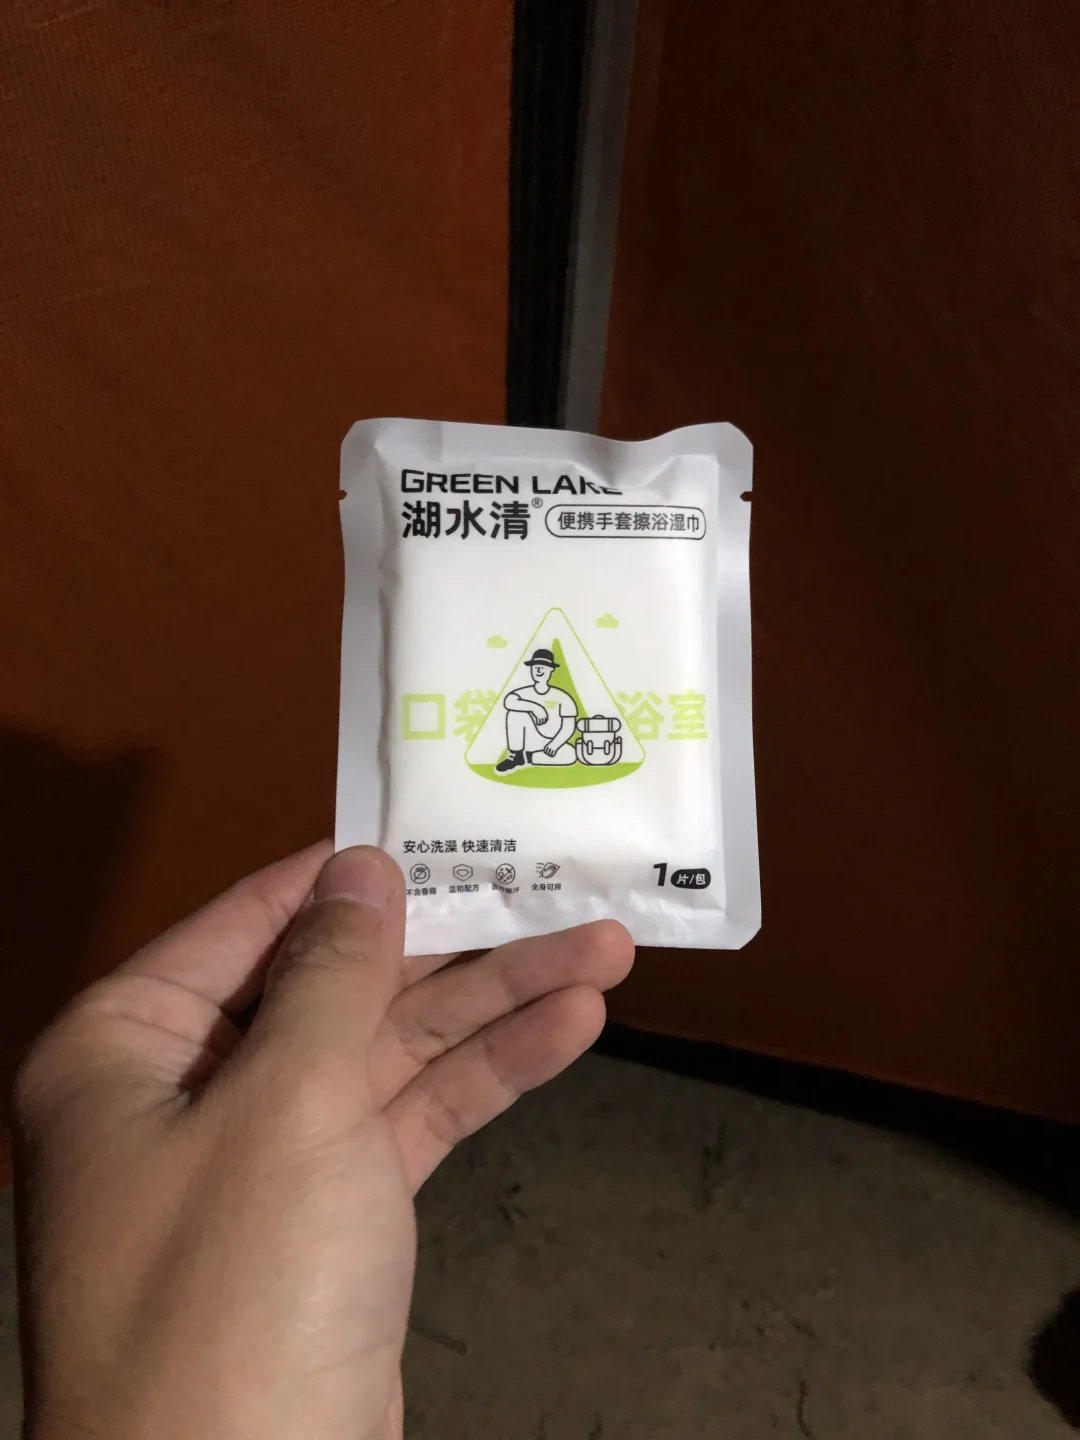 GREEN LAKE
湖水清®
便携手套擦浴湿巾
口袋 浴室
安心洗澡 快速清洁
不含香精 温和配方 全身可用
1片/包